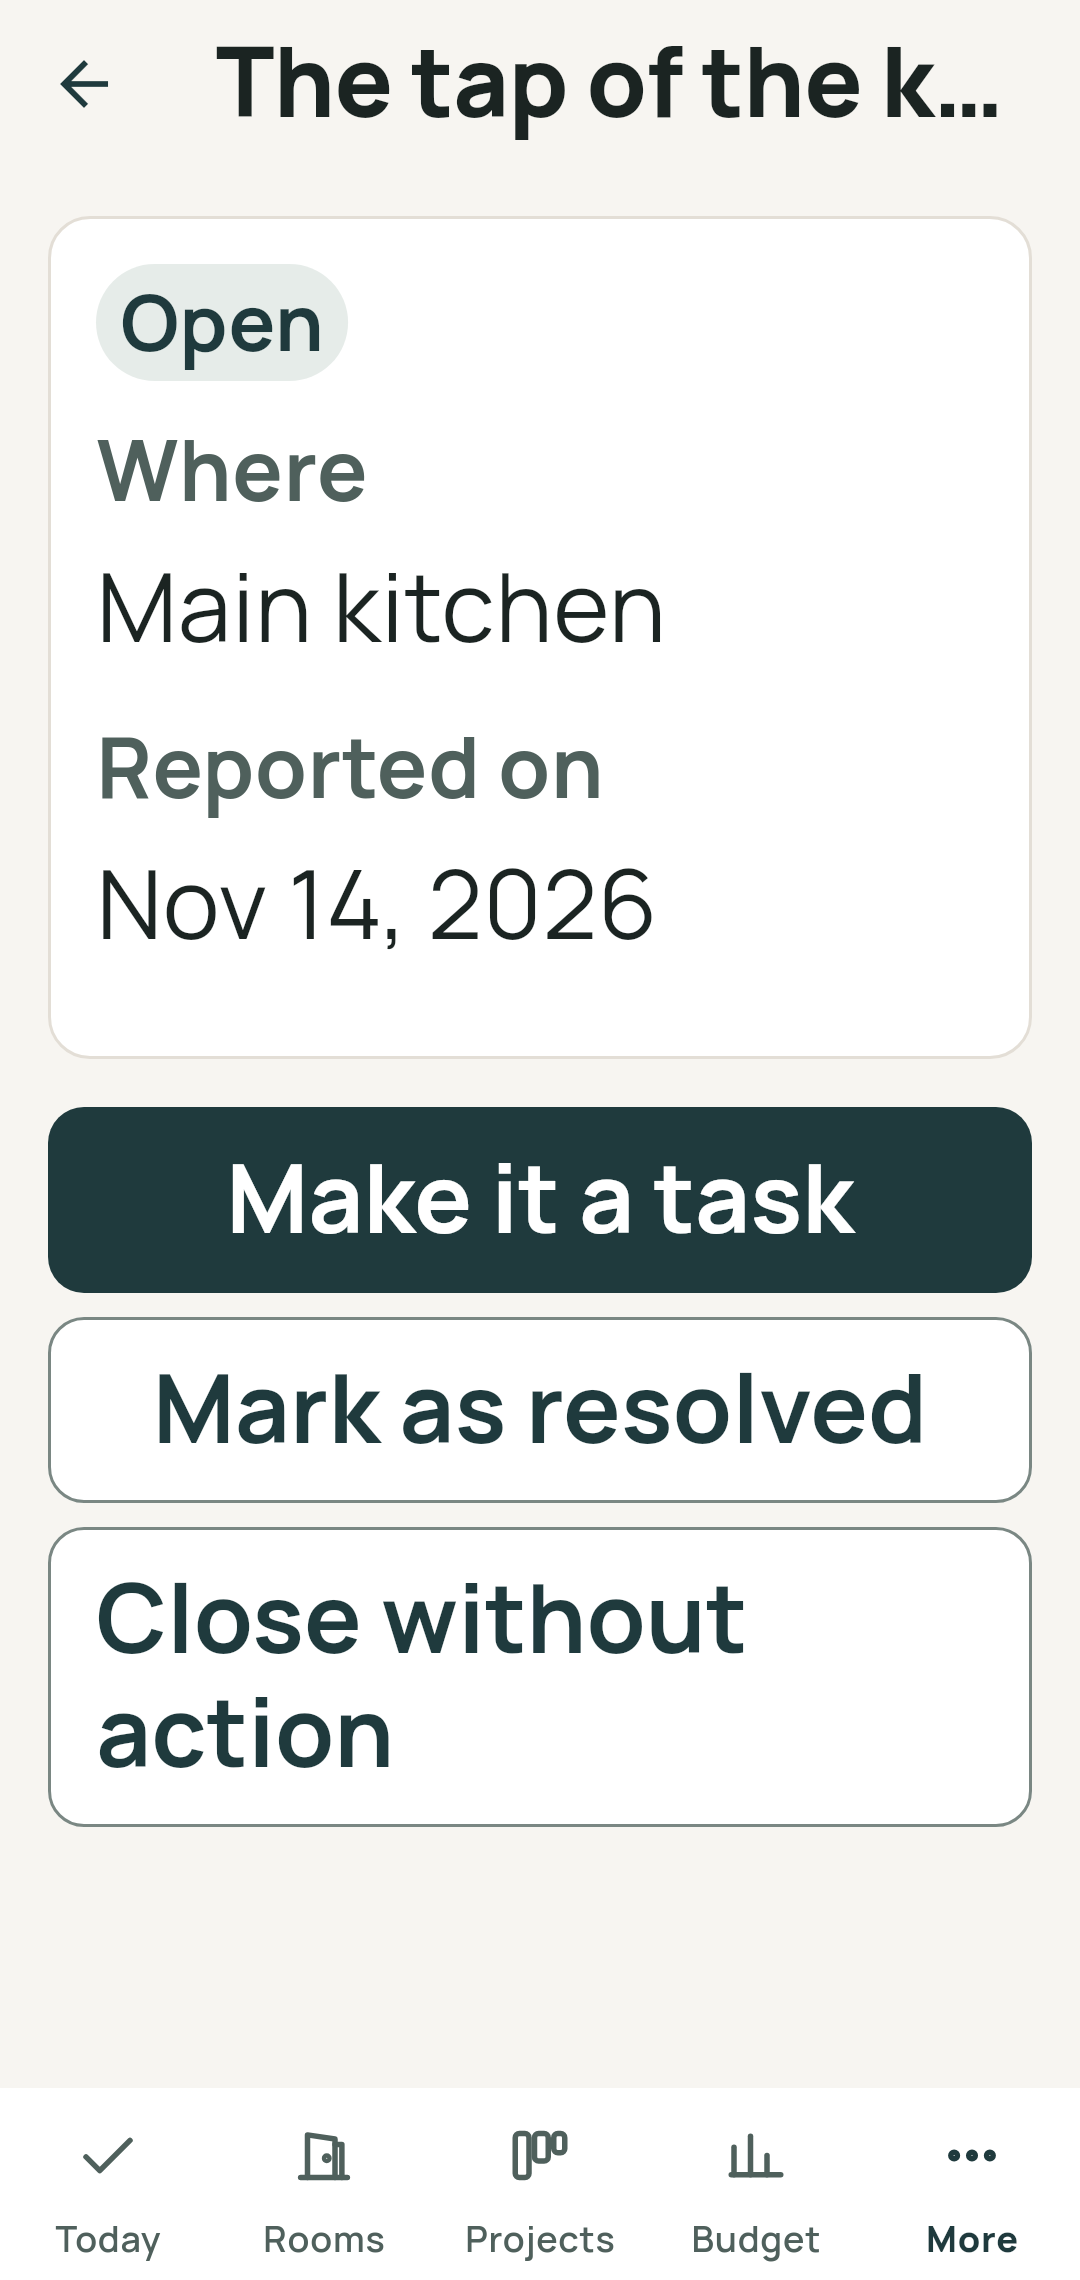 The tap of the k...
Open
Where
Main kitchen
Reported on
Nov 14, 2026
Make it a task
Mark as resolved
Close without
action
Today
Rooms
Projects
Budget
More